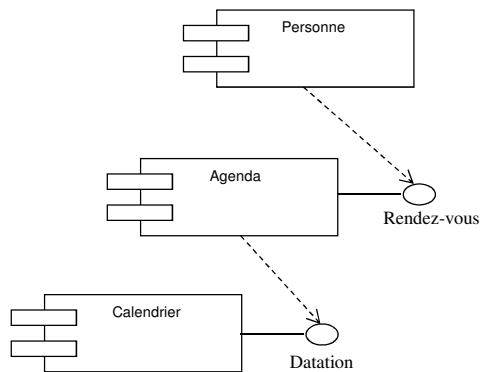 Personne
Agenda
Rendez-vous
Calendrier
Datation